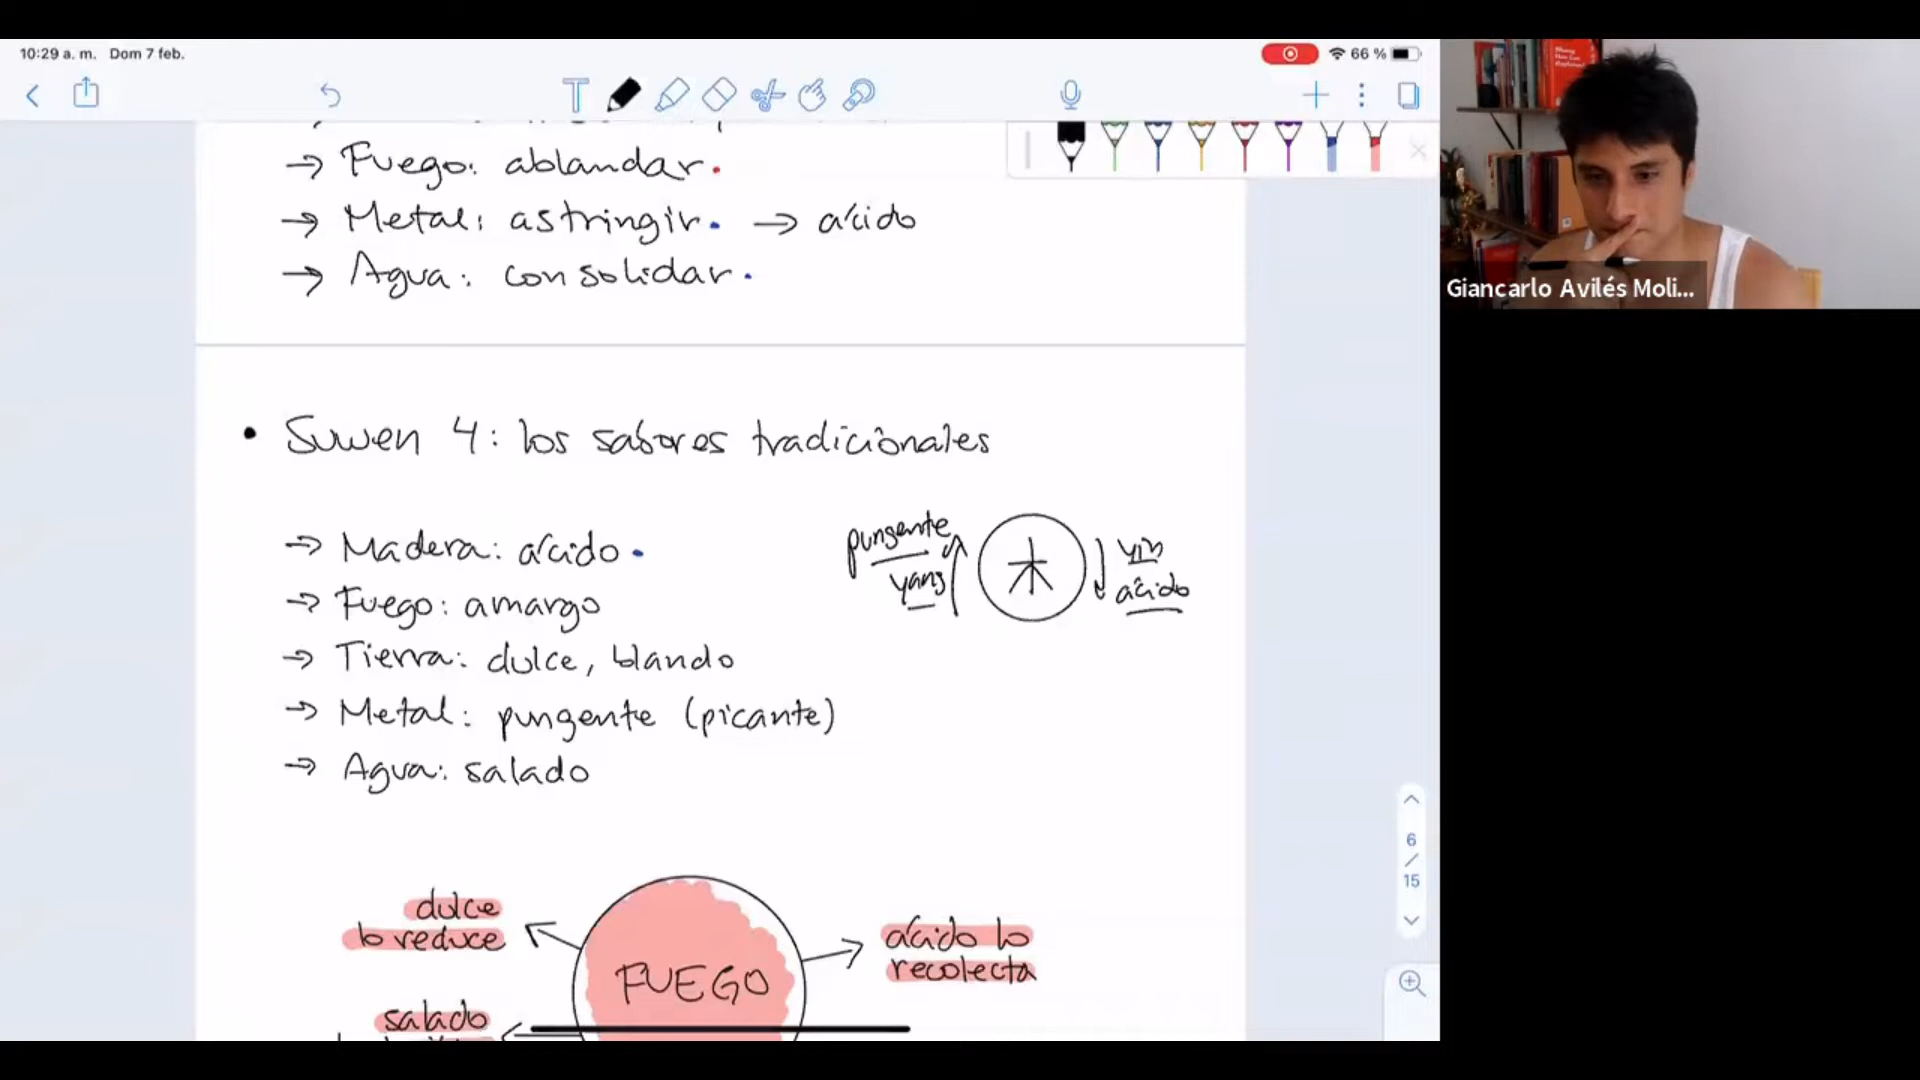 10:29 a. m. Dom 7 feb.
66 %
→ Fuego: ablandar.
→ Metal: astringir. → ácido
→ Agua: consolidar.
Giancarlo Avilés Moli...
• Suwen 4: los sabores tradicionales
→ Madera: ácido.
→ Fuego: amargo
→ Tierra: dulce, blando
→ Metal: pungente (picante)
→ Agua: salado
pungente
yang
木
yin
ácido
6
/
15
dulce
lo reduce
FUEGO
ácido lo
recolecta
salado